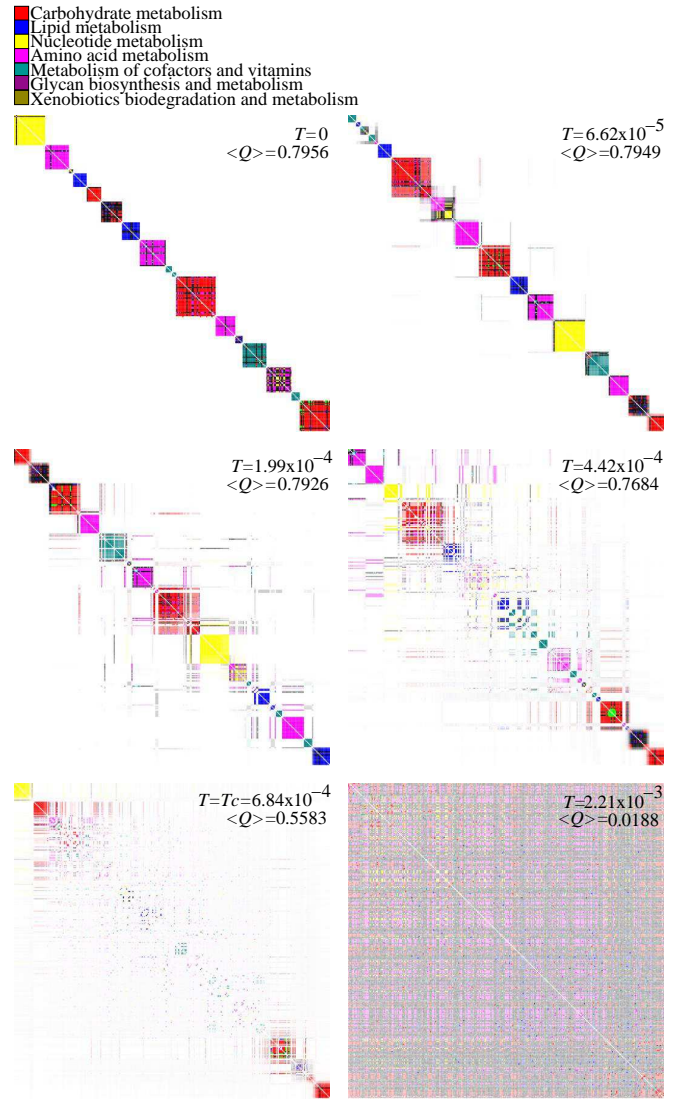 Carbohydrate metabolism
Lipid metabolism
Nucleotide metabolism
Amino acid metabolism
Metabolism of cofactors and vitamins
Glycan biosynthesis and metabolism
Xenobiotics biodegradation and metabolism
T=0
<Q>=0.7956
T=6.62x10⁻⁵
<Q>=0.7949
T=1.99x10⁻⁴
<Q>=0.7926
T=4.42x10⁻⁴
<Q>=0.7684
T=Tc=6.84x10⁻⁴
<Q>=0.5583
T=2.21x10⁻³
<Q>=0.0188